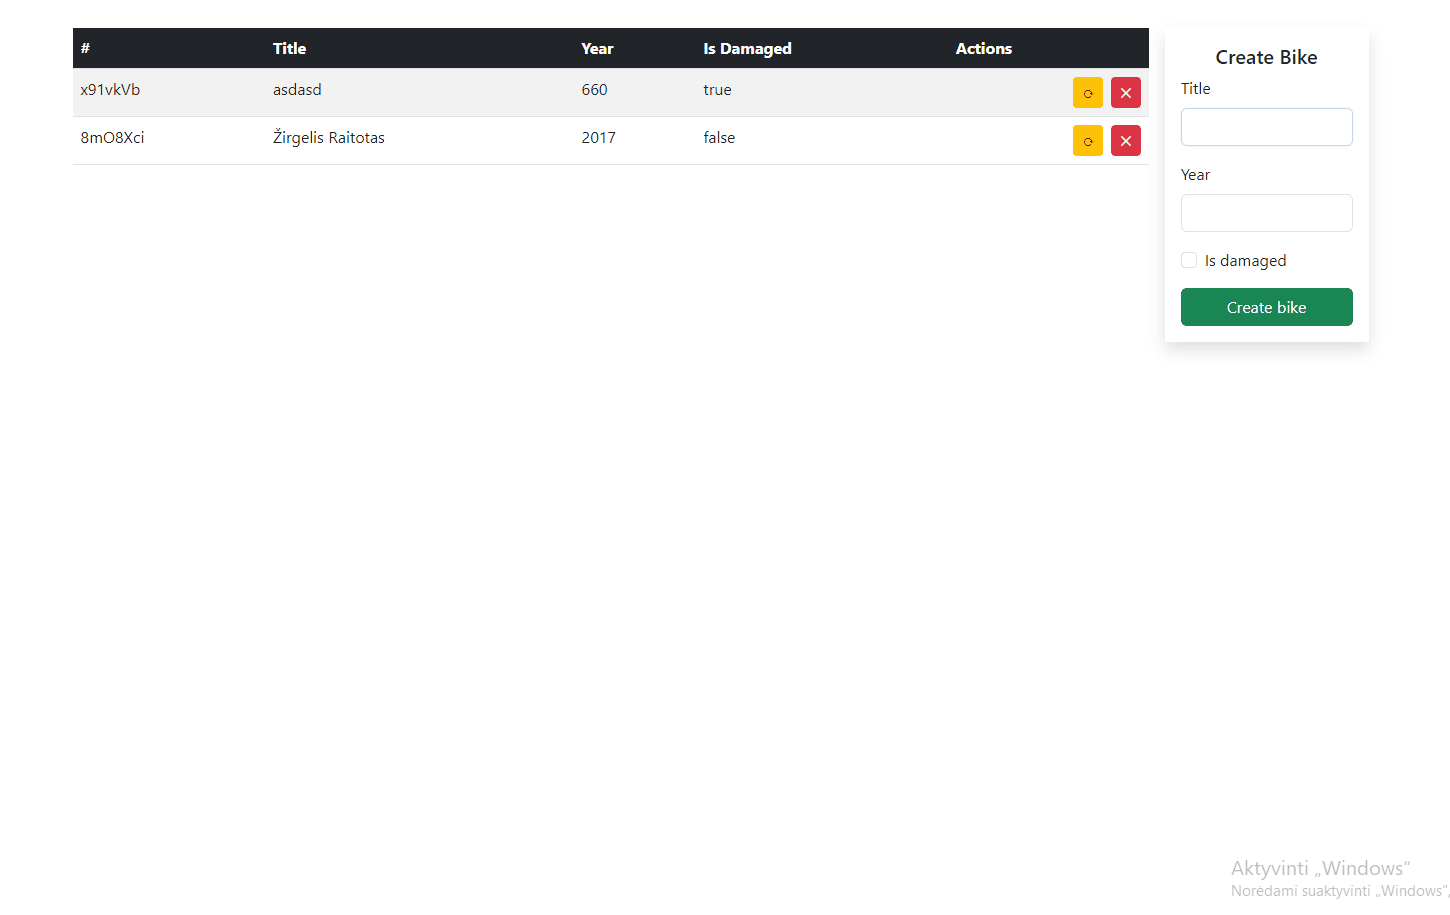 # Title Year Is Damaged Actions
x91vkVb asdasd 660 true
8mO8Xci Žirgelis Raitotas 2017 false
Create Bike
Title
Year
Is damaged
Create bike
Aktyvinti „Windows“
Norėdami suaktyvinti „Windows“,